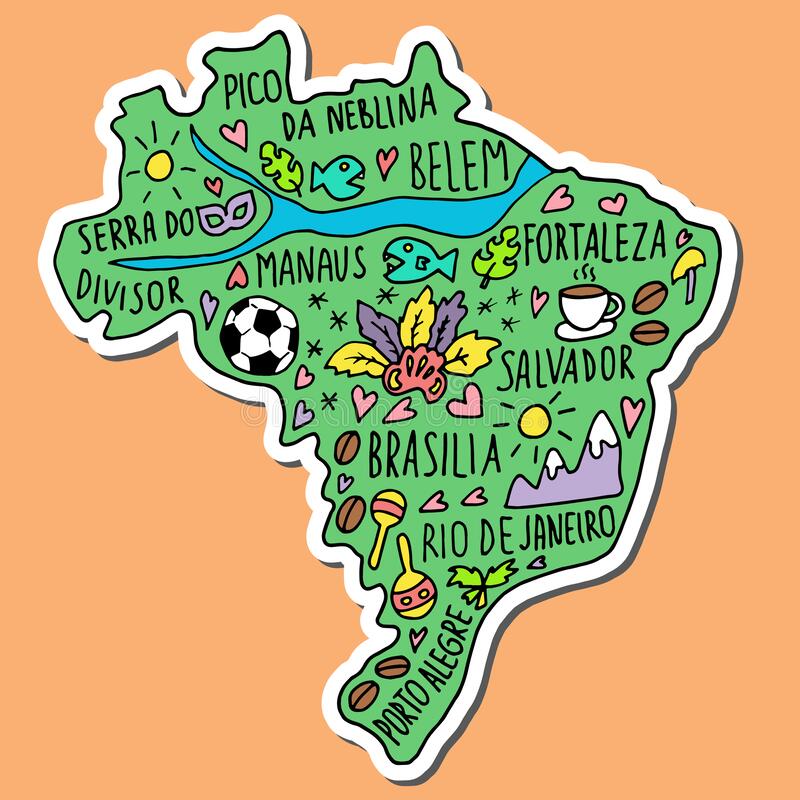 PICO
DA NEBLINA
BELEM
SERRA DO
DIVISOR
MANAUS
FORTALEZA
SALVADOR
BRASILIA
RIO DE JANEIRO
PORTO ALEGRE